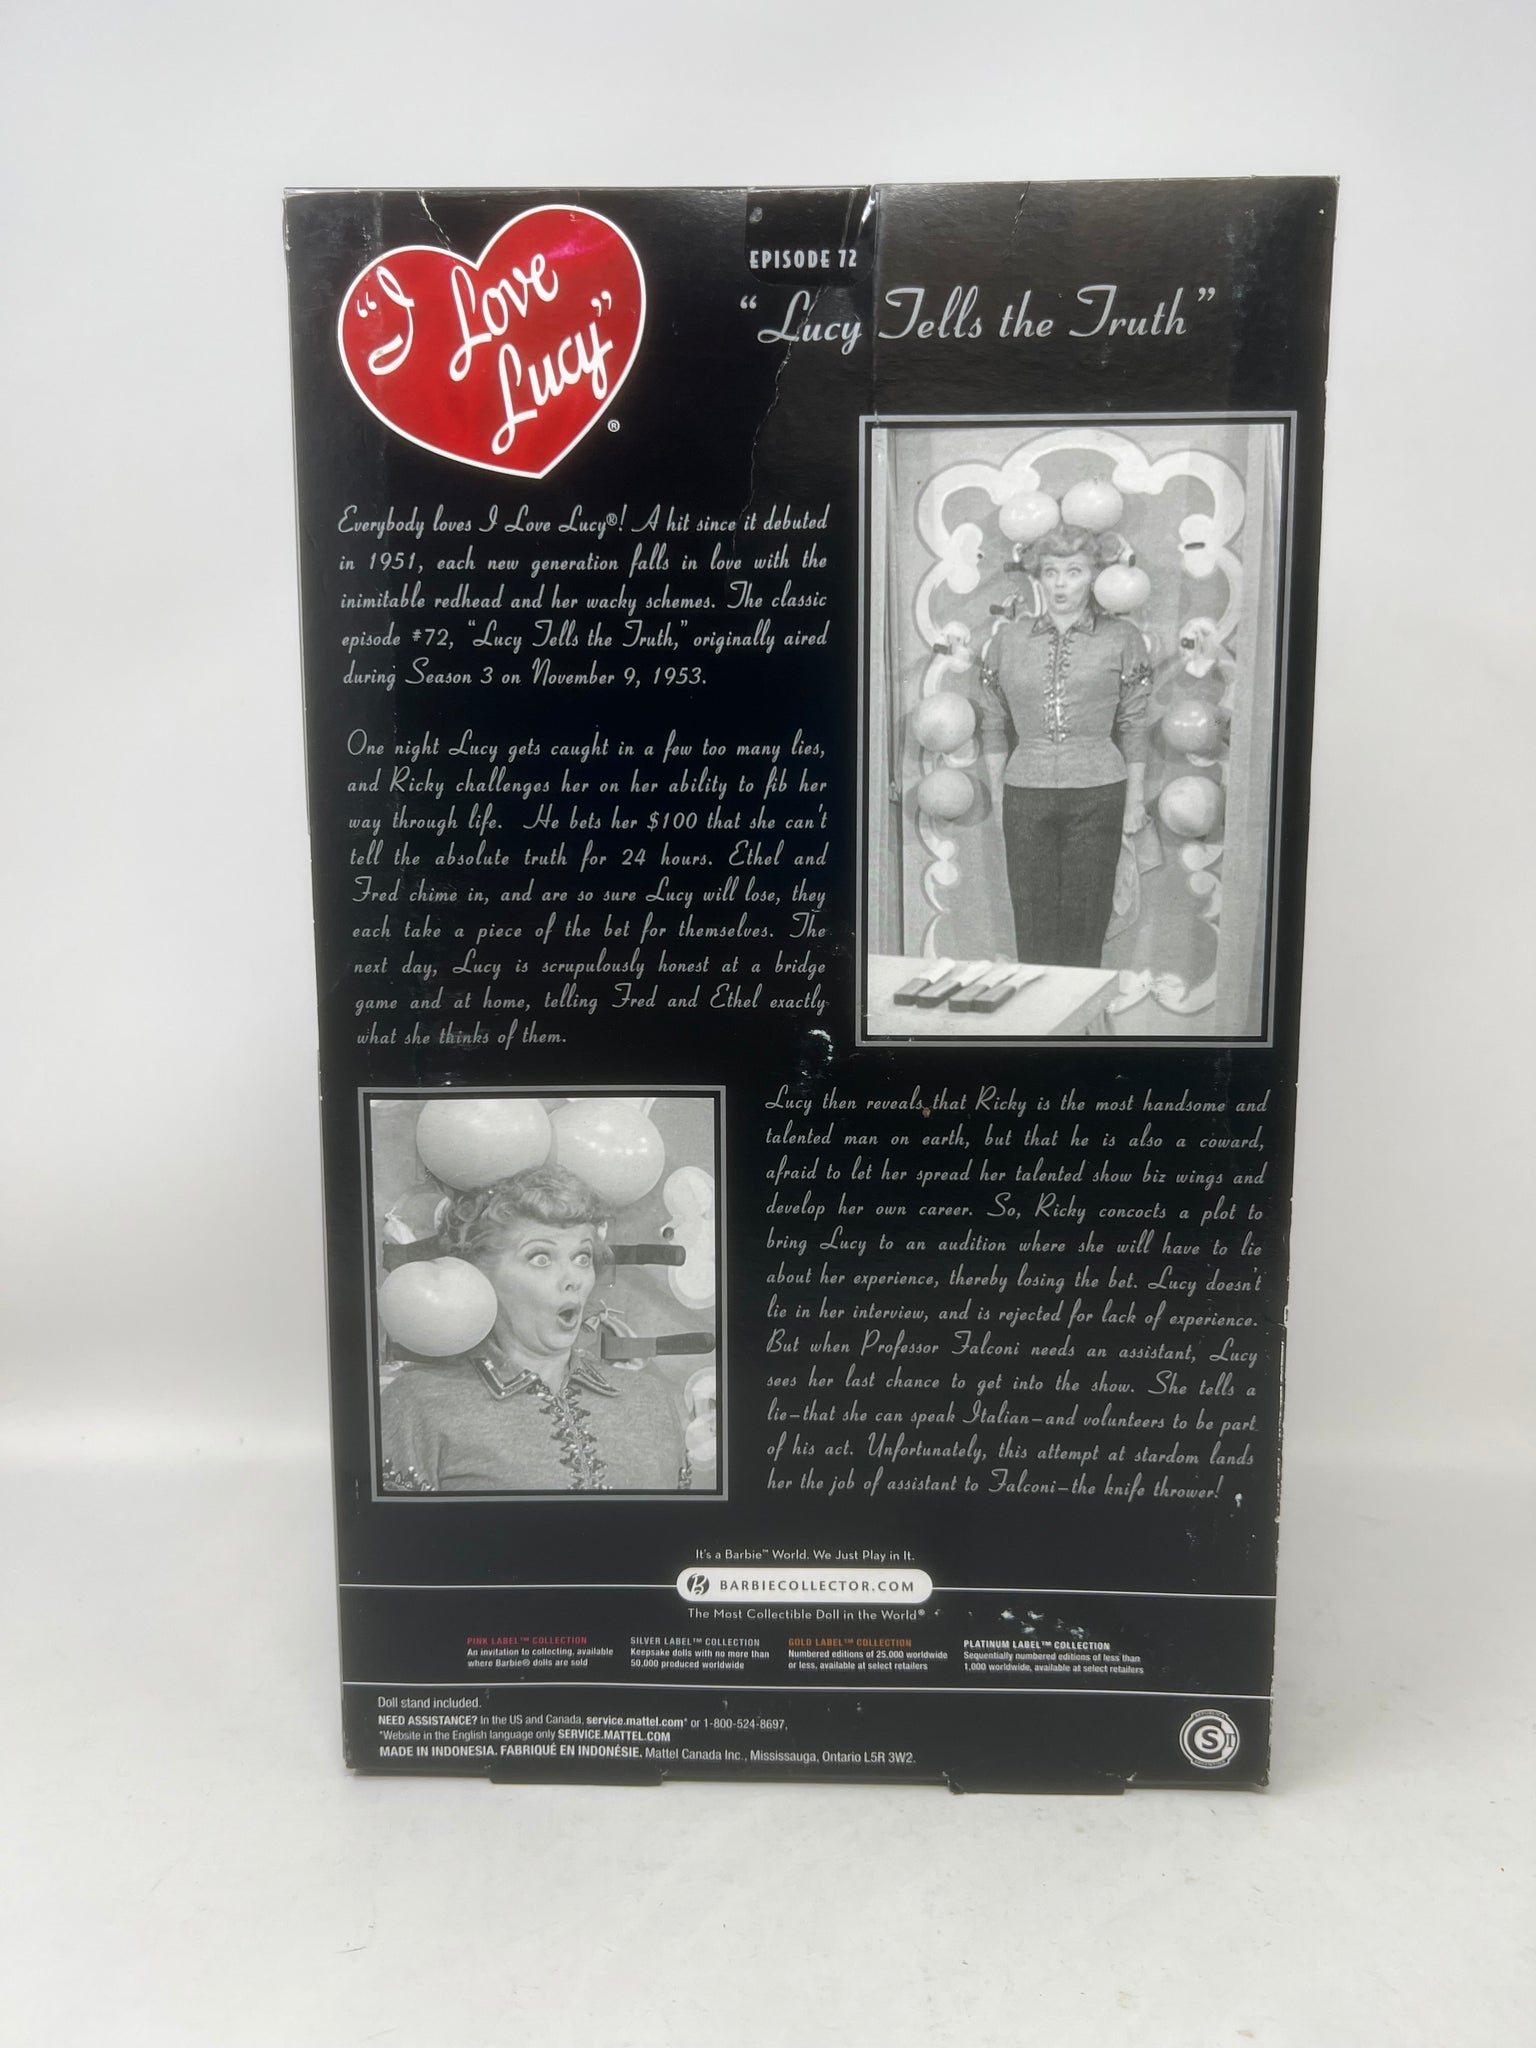 "I
Love
Lucy"
®
EPISODE 72
"Lucy Tells the Truth"
Everybody loves I Love Lucy®! A hit since it debuted
in 1951, each new generation falls in love with the
inimitable redhead and her wacky schemes. The classic
episode #72, "Lucy Tells the Truth," originally aired
during Season 3 on November 9, 1953.
One night Lucy gets caught in a few too many lies,
and Ricky challenges her on her ability to fib her
way through life. He bets her $100 that she can't
tell the absolute truth for 24 hours. Ethel and
Fred chime in, and are so sure Lucy will lose, they
each take a piece of the bet for themselves. The
next day, Lucy is scrupulously honest at a bridge
game and at home, telling Fred and Ethel exactly
what she thinks of them.
Lucy then reveals that Ricky is the most handsome and
talented man on earth, but that he is also a coward,
afraid to let her spread her talented show biz wings and
develop her own career. So, Ricky concocts a plot to
bring Lucy to an audition where she will have to lie
about her experience, thereby losing the bet. Lucy doesn't
lie in her interview, and is rejected for lack of experience.
But when Professor Falconi needs an assistant, Lucy
sees her last chance to get into the show. She tells a
lie—that she can speak Italian—and volunteers to be part
of his act. Unfortunately, this attempt at stardom lands
her the job of assistant to Falconi—the knife thrower!
It's a Barbie™ World. We Just Play in It.
B BARBIECOLLECTOR.COM
The Most Collectible Doll in the World®
PINK LABEL™ COLLECTION
An invitation to collecting, available
where Barbie® dolls are sold
SILVER LABEL™ COLLECTION
Keepsake dolls with no more than
50,000 produced worldwide
GOLD LABEL™ COLLECTION
Numbered editions of 25,000 worldwide
or less, available at select retailers
PLATINUM LABEL™ COLLECTION
Sequentially numbered editions of less than
1,000 worldwide, available at select retailers
Doll stand included.
NEED ASSISTANCE? In the US and Canada, service.mattel.com* or 1-800-524-8697.
*Website in the English language only SERVICE.MATTEL.COM
MADE IN INDONESIA. FABRIQUÉ EN INDONÉSIE. Mattel Canada Inc., Mississauga, Ontario L5R 3W2.
S